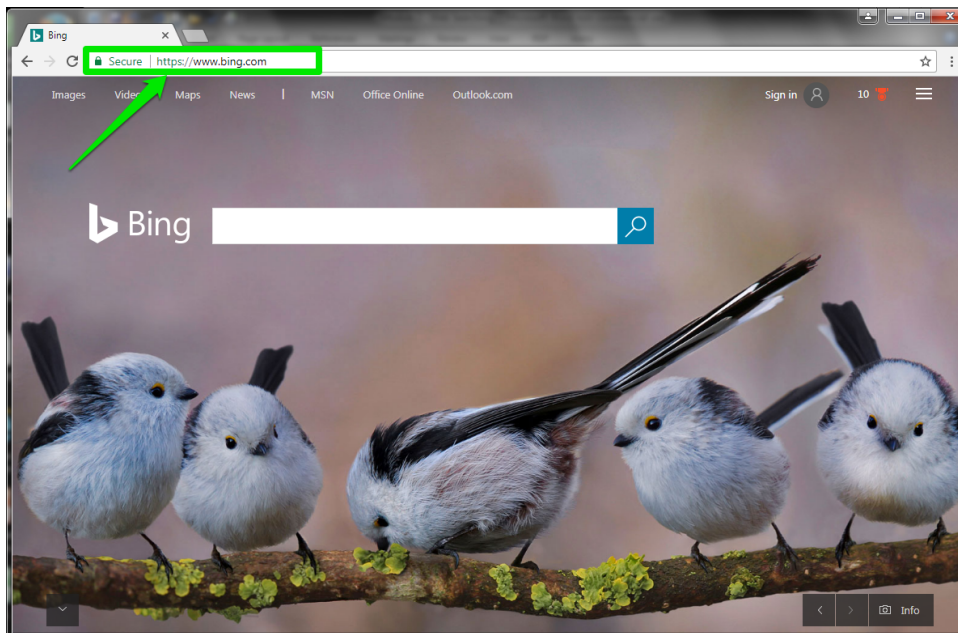 Bing
Secure https://www.bing.com
Images Videos Maps News | MSN Office Online Outlook.com Sign in 10
Bing
Info